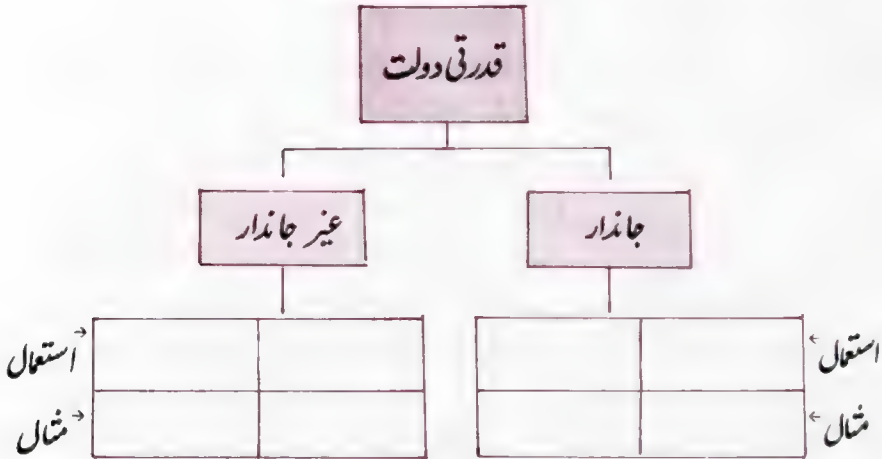 قدرتی دولت
جاندار
غیر جاندار
استعمال
استعمال
مثال
مثال